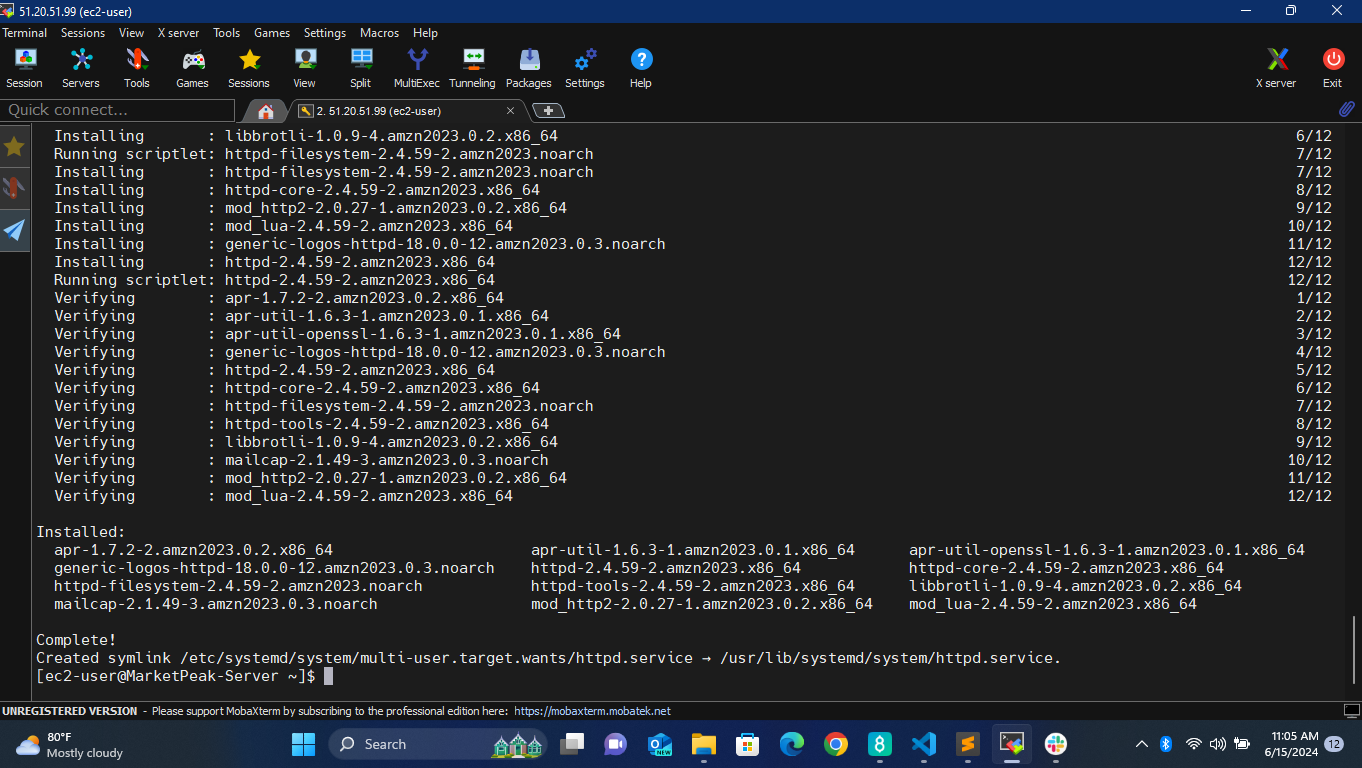 51.20.51.99 (ec2-user)
Terminal Sessions View X server Tools Games Settings Macros Help
Session Servers Tools Games Sessions View Split MultiExec Tunneling Packages Settings Help X server Exit
Quick connect... 2. 51.20.51.99 (ec2-user)
Installing : libbrotli-1.0.9-4.amzn2023.0.2.x86_64 6/12
Running scriptlet: httpd-filesystem-2.4.59-2.amzn2023.noarch 7/12
Installing : httpd-filesystem-2.4.59-2.amzn2023.noarch 7/12
Installing : httpd-core-2.4.59-2.amzn2023.x86_64 8/12
Installing : mod_http2-2.0.27-1.amzn2023.0.2.x86_64 9/12
Installing : mod_lua-2.4.59-2.amzn2023.x86_64 10/12
Installing : generic-logos-httpd-18.0.0-12.amzn2023.0.3.noarch 11/12
Installing : httpd-2.4.59-2.amzn2023.x86_64 12/12
Running scriptlet: httpd-2.4.59-2.amzn2023.x86_64 12/12
Verifying : apr-1.7.2-2.amzn2023.0.2.x86_64 1/12
Verifying : apr-util-1.6.3-1.amzn2023.0.1.x86_64 2/12
Verifying : apr-util-openssl-1.6.3-1.amzn2023.0.1.x86_64 3/12
Verifying : generic-logos-httpd-18.0.0-12.amzn2023.0.3.noarch 4/12
Verifying : httpd-2.4.59-2.amzn2023.x86_64 5/12
Verifying : httpd-core-2.4.59-2.amzn2023.x86_64 6/12
Verifying : httpd-filesystem-2.4.59-2.amzn2023.noarch 7/12
Verifying : httpd-tools-2.4.59-2.amzn2023.x86_64 8/12
Verifying : libbrotli-1.0.9-4.amzn2023.0.2.x86_64 9/12
Verifying : mailcap-2.1.49-3.amzn2023.0.3.noarch 10/12
Verifying : mod_http2-2.0.27-1.amzn2023.0.2.x86_64 11/12
Verifying : mod_lua-2.4.59-2.amzn2023.x86_64 12/12
Installed:
apr-1.7.2-2.amzn2023.0.2.x86_64 apr-util-1.6.3-1.amzn2023.0.1.x86_64 apr-util-openssl-1.6.3-1.amzn2023.0.1.x86_64
generic-logos-httpd-18.0.0-12.amzn2023.0.3.noarch httpd-2.4.59-2.amzn2023.x86_64 httpd-core-2.4.59-2.amzn2023.x86_64
httpd-filesystem-2.4.59-2.amzn2023.noarch httpd-tools-2.4.59-2.amzn2023.x86_64 libbrotli-1.0.9-4.amzn2023.0.2.x86_64
mailcap-2.1.49-3.amzn2023.0.3.noarch mod_http2-2.0.27-1.amzn2023.0.2.x86_64 mod_lua-2.4.59-2.amzn2023.x86_64
Complete!
Created symlink /etc/systemd/system/multi-user.target.wants/httpd.service → /usr/lib/systemd/system/httpd.service.
[ec2-user@MarketPeak-Server ~]$
UNREGISTERED VERSION - Please support MobaXterm by subscribing to the professional edition here: https://mobaxterm.mobatek.net
80°F
Mostly cloudy
Search
NEW
8
11:05 AM
6/15/2024
12